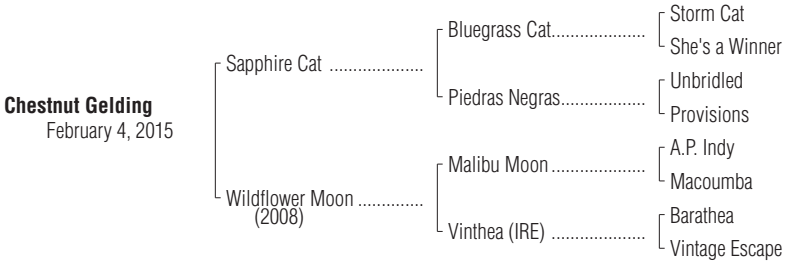 Storm Cat
Bluegrass Cat....................
She's a Winner
Sapphire Cat ....................
Unbridled
Piedras Negras..................
Provisions
Chestnut Gelding
February 4, 2015
A.P. Indy
Malibu Moon ....................
Macoumba
Wildflower Moon ..............
(2008)
Barathea
Vinthea (IRE) ....................
Vintage Escape